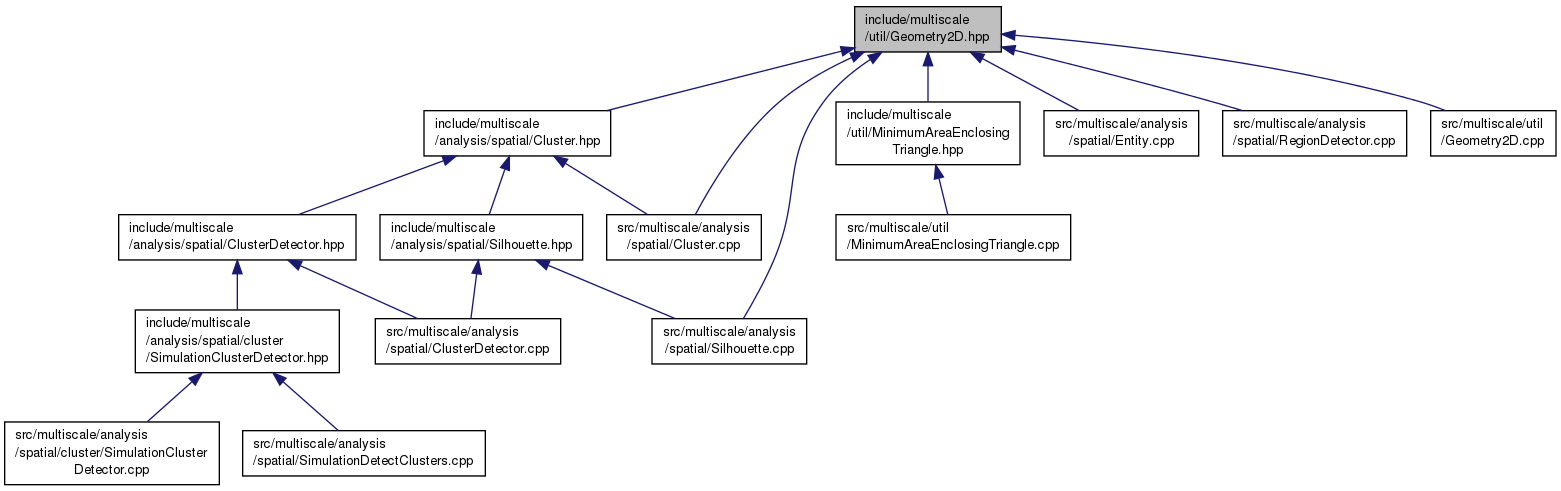 include/multiscale
/util/Geometry2D.hpp
include/multiscale
/analysis/spatial/Cluster.hpp
include/multiscale
/util/MinimumAreaEnclosing
Triangle.hpp
src/multiscale/analysis
/spatial/Entity.cpp
src/multiscale/analysis
/spatial/RegionDetector.cpp
src/multiscale/util
/Geometry2D.cpp
include/multiscale
/analysis/spatial/ClusterDetector.hpp
include/multiscale
/analysis/spatial/Silhouette.hpp
src/multiscale/analysis
/spatial/Cluster.cpp
src/multiscale/util
/MinimumAreaEnclosingTriangle.cpp
include/multiscale
/analysis/spatial/cluster
/SimulationClusterDetector.hpp
src/multiscale/analysis
/spatial/ClusterDetector.cpp
src/multiscale/analysis
/spatial/Silhouette.cpp
src/multiscale/analysis
/spatial/cluster/SimulationCluster
Detector.cpp
src/multiscale/analysis
/spatial/SimulationDetectClusters.cpp